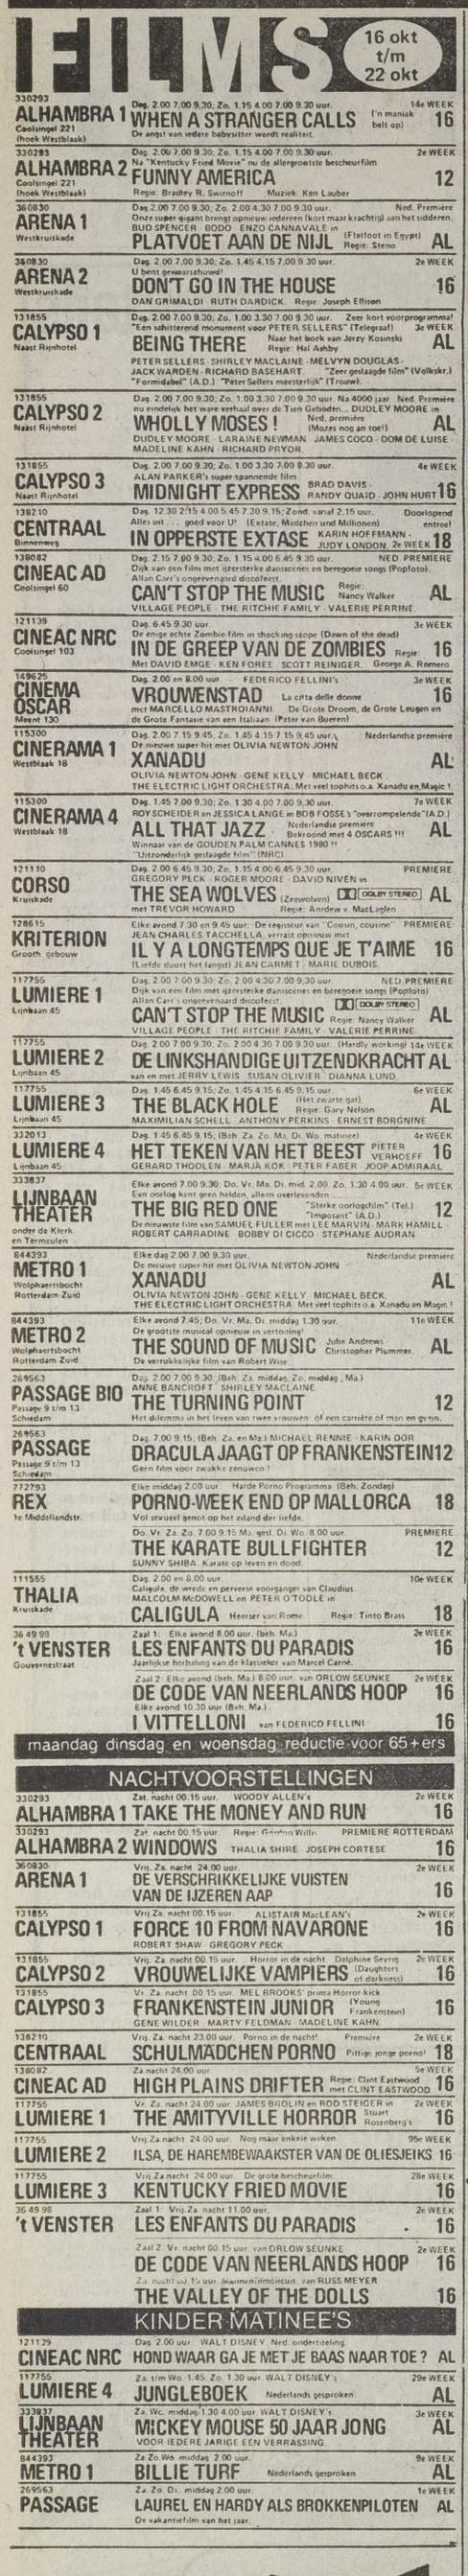 FILMS
16 okt
t/m
22 okt
330293 Dag. 2.00 7.00 9.30; Zo. 1.15 4.00 7.00 9.30 uur. 14e WEEK
ALHAMBRA 1 WHEN A STRANGER CALLS ('n maniak belt op) 16
Coolsingel 221
(hoek Westblaak) De angst van iedere babysitter wordt realiteit.
330293 Dag. 2.00 7.00 9.30; Zo. 1.15 4.00 7.00 9.30 uur. 2e WEEK
ALHAMBRA 2 Na "Kentucky Fried Movie" nu de allergrootste bescheurfilm
Coolsingel 221 FUNNY AMERICA 12
(hoek Westblaak) Regie: Bradley R. Swirnoff Muziek: Ken Lauber
360830 Dag. 2.00 7.00 9.30; Zo. 2.00 4.30 7.00 9.30 uur. Ned. Première
ARENA 1 Onze super-gigant brengt opnieuw iedereen (kort maar krachtig) aan het sidderen.
Westkruiskade BUD SPENCER - BODO - ENZO CANNAVALE in
PLATVOET AAN DE NIJL (Flatfoot in Egypt) Regie: Steno AL
360830 Dag. 2.00 7.00 9.30; Zo. 1.45 4.15 7.00 9.30 uur. 2e WEEK
ARENA 2 U bent gewaarschuwd!
Westkruiskade DON'T GO IN THE HOUSE 16
DAN GRIMALDI - RUTH DARDICK. Regie: Joseph Ellison
131855 Dag. 2.00 7.00 9.30; Zo. 1.00 3.30 7.00 9.30 uur. Zeer kort voorprogramma!
CALYPSO 1 "Een schitterend monument voor PETER SELLERS" (Telegraaf) 3e WEEK
Naast Rijnhotel BEING THERE Naar het boek van Jerzy Kosinski Regie: Hal Ashby AL
PETER SELLERS - SHIRLEY MACLAINE - MELVYN DOUGLAS -
JACK WARDEN - RICHARD BASEHART. "Zeer geslaagde film" (Volkskr.)
"Formidabel" (A.D.) "Peter Sellers meesterlijk" (Trouw).
131855 Dag. 2.00 7.00 9.30; Zo. 1.00 3.30 7.00 9.30 uur. Na 4000 jaar Ned. Première
CALYPSO 2 nu eindelijk het ware verhaal over de Tien Geboden... DUDLEY MOORE in
Naast Rijnhotel WHOLLY MOSES! Ned. première (Mozes nog an toe!) AL
DUDLEY MOORE - LARAINE NEWMAN - JAMES COCO - DOM DE LUISE -
MADELINE KAHN - RICHARD PRYOR.
131855 Dag. 2.00 7.00 9.30; Zo. 1.00 3.30 7.00 9.30 uur. 4e WEEK
CALYPSO 3 ALAN PARKER's super-spannende film
Naast Rijnhotel MIDNIGHT EXPRESS BRAD DAVIS - RANDY QUAID - JOHN HURT 16
138210 Dag. 12.30 2.15 4.00 5.45 7.30 9.15; Zond. vanaf 2.15 uur. Doorlopend
CENTRAAL Alles uit . . . goed voor U! (Extase, Mädchen und Millionen) entree!
Binnenweg IN OPPERSTE EXTASE KARIN HOFFMANN - JUDY LONDON. 2e WEEK 18
138082 Dag. 2.15 7.00 9.30; Zo. 1.15 4.00 6.45 9.30 uur. NED. PREMIERE
CINEAC AD Dijk van een film met ijzersterke dansscènes en beregoeie songs (Popfoto).
Coolsingel 60 Allan Carr's ongeëvenaard discofeest.
CAN'T STOP THE MUSIC Regie: Nancy Walker AL
VILLAGE PEOPLE - THE RITCHIE FAMILY - VALERIE PERRINE.
121139 Dag. 6.45 9.30 uur. 3e WEEK
CINEAC NRC De enige echte Zombie-film in shocking-scope (Dawn of the dead)
Coolsingel 103 IN DE GREEP VAN DE ZOMBIES Regie: 16
Met DAVID EMGE - KEN FOREE - SCOTT REINIGER. George A. Romero
149625 Dag. 2.00 en 8.00 uur. - FEDERICO FELLINI's 3e WEEK
CINEMA OSCAR VROUWENSTAD La citta delle donne 16
Meent 130 met MARCELLO MASTROIANNI. De Grote Droom, de Grote Leugen en
de Grote Fantasie van een Italiaan (Peter van Bueren)
115300 Dag. 2.00 7.15 9.45; Zo. 1.45 4.15 7.15 9.45 uur. Nederlandse première
CINERAMA 1 De nieuwe super-hit met OLIVIA NEWTON JOHN
Westblaak 18 XANADU AL
OLIVIA NEWTON-JOHN - GENE KELLY - MICHAEL BECK -
THE ELECTRIC LIGHT ORCHESTRA. Met veel tophits o.a. Xanadu en Magic!
115300 Dag. 1.45 7.00 9.30; Zo. 1.30 4.00 7.00 9.30 uur. 7e WEEK
CINERAMA 4 ROY SCHEIDER en JESSICA LANGE in BOB FOSSE's "overrompelende" (A.D.)
Westblaak 18 ALL THAT JAZZ Nederlandse première Bekroond met 4 OSCARS !!! AL
Winnaar van de GOUDEN PALM CANNES 1980 !!
"Uitzonderlijk geslaagde film" (NRC).
121110 Dag. 2.00 6.45 9.30; Zo. 1.15 4.00 6.45 9.30 uur. PREMIERE
CORSO GREGORY PECK - ROGER MOORE - DAVID NIVEN in
Kruiskade THE SEA WOLVES (Zeewolven) DOLBY STEREO AL
met TREVOR HOWARD Regie: Andrew v. MacLaglen
128615 Elke avond 7.30 en 9.45 uur. De regisseur van "Cousin, cousine" PREMIERE
KRITERION JEAN CHARLES TACCHELLA, verrast opnieuw met
Grooth. gebouw IL Y A LONGTEMPS QUE JE T'AIME 16
(Liefde duurt het langst) JEAN CARMET - MARIE DUBOIS.
117755 Dag. 2.00 7.00 9.30; Zo. 2.00 4.30 7.00 9.30 uur. NED. PREMIERE
LUMIERE 1 Dijk van een film met ijzersterke dansscènes en beregoeie songs (Popfoto)
Lijnbaan 45 Allan Carr's ongeëvenaard discofeest. DOLBY STEREO
CAN'T STOP THE MUSIC Regie: Nancy Walker AL
VILLAGE PEOPLE - THE RITCHIE FAMILY - VALERIE PERRINE.
117755 Dag. 2.00 7.00 9.30; Zo. 2.00 4.30 7.00 9.30 uur. (Hardly working) 14e WEEK
LUMIERE 2 DE LINKSHANDIGE UITZENDKRACHT AL
Lijnbaan 45 van en met JERRY LEWIS - SUSAN OLIVIER - DIANNA LUND.
117755 Dag. 1.45 6.45 9.15; Zo. 1.45 4.15 6.45 9.15 uur. 6e WEEK
LUMIERE 3 THE BLACK HOLE (Het zwarte gat). Regie: Gary Nelson AL
Lijnbaan 45 MAXIMILIAN SCHELL - ANTHONY PERKINS - ERNEST BORGNINE
332013 Dag. 1.45 6.45 9.15; (Beh. Za. Zo. Ma. Di. Wo. matinee) 4e WEEK
LUMIERE 4 HET TEKEN VAN HET BEEST PIETER VERHOEFF 16
Lijnbaan 45 GERARD THOOLEN - MARJA KOK - PETER FABER - JOOP ADMIRAAL
333837 Elke avond 7.00 9.30; Do. Vr. Ma. Di. mid. 2.00. Zo. 1.30 4.00 uur. 5e WEEK
LIJNBAAN THEATER Een oorlog kent geen helden, alleen overlevenden
THE BIG RED ONE "Sterke oorlogsfilm" (Tel.) "Imposant" (A.D.) 12
onder de Klerk De nieuwste film van SAMUEL FULLER met LEE MARVIN - MARK HAMILL
en Termeulen ROBERT CARRADINE - BOBBY DI CICCO - STEPHANE AUDRAN
844393 Elke dag 2.00 7.00 9.30 uur. Nederlandse première
METRO 1 De nieuwe super-hit met OLIVIA NEWTON JOHN
Wolphaertsbocht XANADU AL
Rotterdam-Zuid OLIVIA NEWTON-JOHN - GENE KELLY - MICHAEL BECK.
THE ELECTRIC LIGHT ORCHESTRA. Met veel tophits o.a. Xanadu en Magic!
844393 Elke avond 7.45; Do. Vr. Ma. Di. middag 1.30 uur. 11e WEEK
METRO 2 De grootste musical opnieuw in vertoning!
Wolphaertsbocht THE SOUND OF MUSIC Julie Andrews Christopher Plummer. AL
Rotterdam Zuid De verrukkelijke film van Robert Wise
269563 Dag. 2.00 7.00 9.30; (Beh. Za. middag, Zo. middag, Ma.)
PASSAGE BIO ANNE BANCROFT - SHIRLEY MACLAINE
Passage 9 t/m 13 THE TURNING POINT 12
Schiedam Het dilemma in het leven van twee vrouwen: óf een carrière óf man en gezin.
269563 Dag. 7.00 9.15; (Beh. Za. en Ma.) MICHAEL RENNIE - KARIN DOR
PASSAGE DRACULA JAAGT OP FRANKENSTEIN 12
Passage 9 t/m 13 Geen film voor zwakke zenuwen!
Schiedam
772793 Elke middag 2.00 uur. Harde Porno Programma (Beh. Zondag)
REX PORNO-WEEK END OP MALLORCA 18
1e Middellandstr. Vol sexueel genot op het eiland der liefde.
Do. Vr. Za. Zo. 7.00 9.15 Ma. gesl. Di. Wo. 8.00 uur. PREMIERE
THE KARATE BULLFIGHTER 12
SUNNY SHIBA. Karate op leven en dood.
111555 Dag. 2.00 en 8.00 uur. 10e WEEK
THALIA Caligula, de wrede en perverse voorganger van Claudius.
Kruiskade MALCOLM McDOWELL en PETER O'TOOLE in
CALIGULA Heerser van Rome Regie: Tinto Brass 18
36 49 98 Zaal 1: Elke avond 8.00 uur. (beh. Ma.) 2e WEEK
't VENSTER LES ENFANTS DU PARADIS 16
Gouvernestraat Jaarlijkse herhaling van de klassieker van Marcel Carné.
Zaal 2: Elke avond (beh. Ma.) 8.00 uur. van ORLOW SEUNKE 2e WEEK
DE CODE VAN NEERLANDS HOOP 16
Elke avond 10.30 uur (Beh. Ma.)
I VITTELLONI van FEDERICO FELLINI 16
maandag dinsdag en woensdag reductie voor 65+ers
NACHTVOORSTELLINGEN
330293 Zat. nacht 00.15 uur. WOODY ALLEN's 2e WEEK
ALHAMBRA 1 TAKE THE MONEY AND RUN 16
330293 Zat. nacht 00.15 uur. Regie: Gordon Willis PREMIERE ROTTERDAM
ALHAMBRA 2 WINDOWS THALIA SHIRE - JOSEPH CORTESE 16
360830 Vrij. Za. nacht 24.00 uur. 2e WEEK
ARENA 1 DE VERSCHRIKKELIJKE VUISTEN
VAN DE IJZEREN AAP 16
131855 Vrij. Za. nacht 00.15 uur. ALISTAIR MacLEAN's 2e WEEK
CALYPSO 1 FORCE 10 FROM NAVARONE 16
ROBERT SHAW - GREGORY PECK
131855 Vrij. Za. nacht 00.15 uur. Horror in de nacht. Delphine Seyrig 2e WEEK
CALYPSO 2 VROUWELIJKE VAMPIERS (Daughters of darkness) 16
131855 Vr. Za. nacht 00.15 uur. MEL BROOKS' prima Horror kick
CALYPSO 3 FRANKENSTEIN JUNIOR (Young Frankenstein) 16
GENE WILDER - MARTY FELDMAN - MADELINE KAHN.
138210 Vrij. Za. nacht 23.00 uur. Porno in de nacht! Première 2e WEEK
CENTRAAL SCHULMÄDCHEN PORNO Pittige jonge porno! 18
138082 Za nacht 24.00 uur 5e WEEK
CINEAC AD HIGH PLAINS DRIFTER Regie: Clint Eastwood met CLINT EASTWOOD 16
117755 Vr. Za. nacht 24.00 uur JAMES BROLIN en ROD STEIGER in 2e WEEK
LUMIERE 1 THE AMITYVILLE HORROR Stuart Rosenberg's 16
117755 Vrij. Za. nacht 24.00 uur. Nog maar enkele weken 95e WEEK
LUMIERE 2 ILSA, DE HAREMBEWAAKSTER VAN DE OLIESJEIKS 16
117755 Vrij. Za. nacht 24.00 uur. De grote bescheurfilm 28e WEEK
LUMIERE 3 KENTUCKY FRIED MOVIE 16
36 49 98 Zaal 1: Vrij. Za. nacht 11.00 uur. 2e WEEK
't VENSTER LES ENFANTS DU PARADIS 16
Zaal 2: Vr. nacht 00.15 uur. van ORLOW SEUNKE 2e WEEK
DE CODE VAN NEERLANDS HOOP 16
Za. nacht 00.15 uur. van RUSS MEYER
THE VALLEY OF THE DOLLS 16
KINDER MATINEE'S
121139 Dag. 2.00 uur. WALT DISNEY. Ned. ondertiteling.
CINEAC NRC HOND WAAR GA JE MET JE BAAS NAAR TOE? AL
117755 Za. t/m Wo. 1.45; Zo. 1.30 uur. WALT DISNEY's 29e WEEK
LUMIERE 4 JUNGLEBOEK Nederlands gesproken AL
333837 Za. Wo. middag 1.30 4.00 uur. WALT DISNEY's 3e WEEK
LIJNBAAN THEATER MICKEY MOUSE 50 JAAR JONG AL
VOOR IEDERE JARIGE EEN VERRASSING.
844393 Za. Zo. Wo. middag 2.00 uur. 9e WEEK
METRO 1 BILLIE TURF Nederlands gesproken AL
269563 Za. Zo. Di. middag 2.00 uur. 1e WEEK
PASSAGE LAUREL EN HARDY ALS BROKKENPILOTEN AL
De vakantiefilm van het jaar.